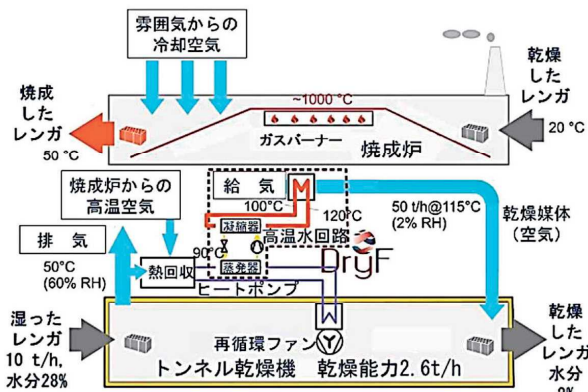 雰囲気からの
冷却空気
焼成
した
レンガ
50 °C
~1000 °C
ガスバーナー
焼成炉
乾燥
した
レンガ
20 °C
焼成炉からの
高温空気
給 気
100°C
120°C
50 t/h@115°C
(2% RH)
乾燥媒体
(空気)
排 気
50°C
(60% RH)
熱回収
90°C
凝縮器
蒸発器
高温水回路
DryF
ヒートポンプ
湿った
レンガ
10 t/h,
水分28%
再循環ファン
トンネル乾燥機 乾燥能力2.6t/h
乾燥
した
レンガ
水分